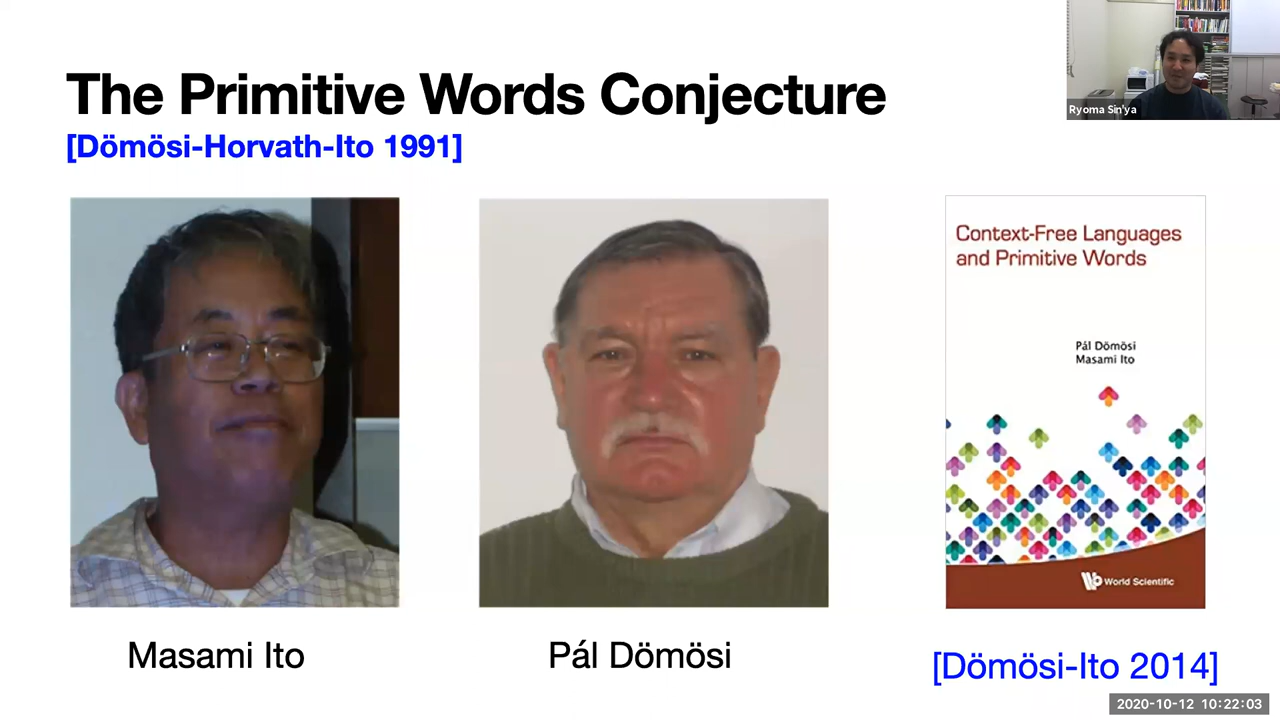 The Primitive Words Conjecture
[Dömösi-Horvath-Ito 1991]
Ryoma Sin'ya
Context-Free Languages
and Primitive Words
Pál Dömösi
Masami Ito
World Scientific
Masami Ito
Pál Dömösi
[Dömösi-Ito 2014]
2020-10-12 10:22:03